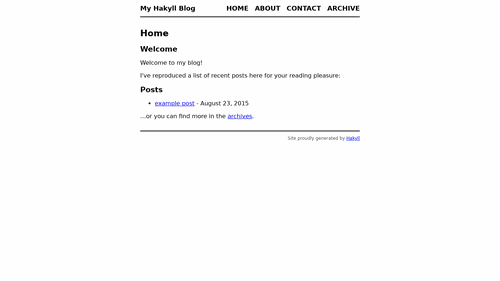 My Hakyll Blog HOME ABOUT CONTACT ARCHIVE
Home
Welcome
Welcome to my blog!
I've reproduced a list of recent posts here for your reading pleasure:
Posts
• example post - August 23, 2015
...or you can find more in the archives.
Site proudly generated by Hakyll